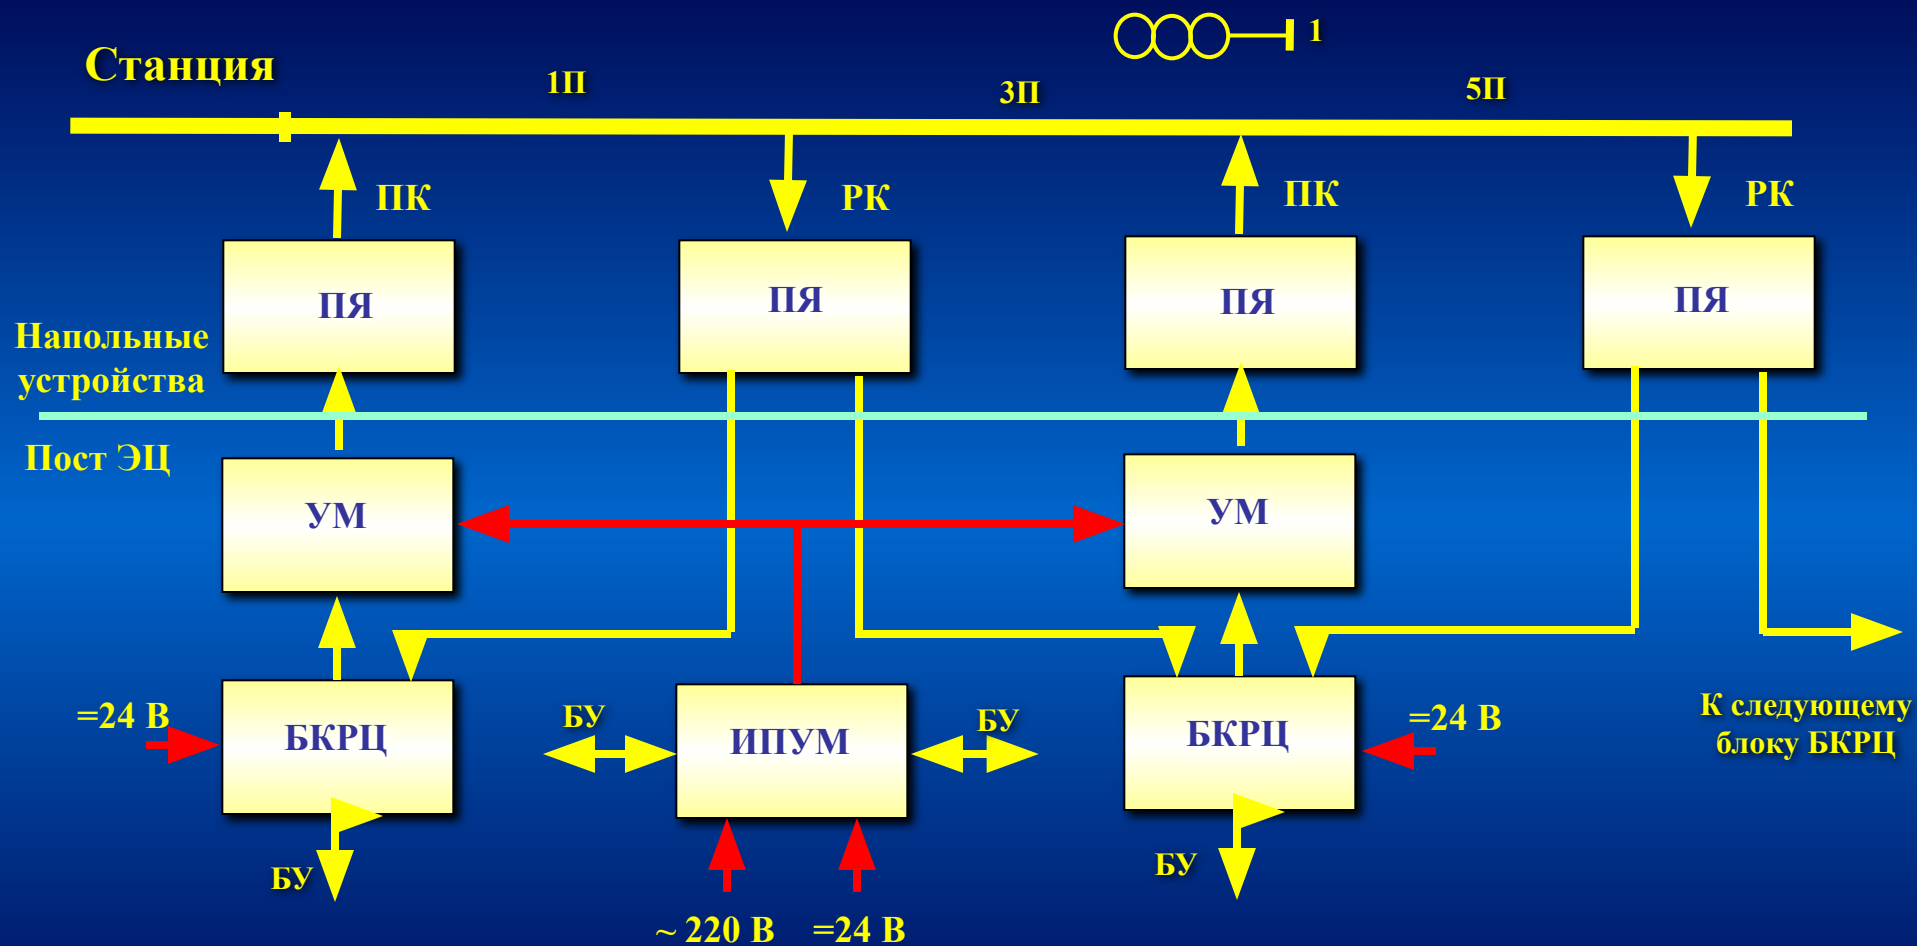 1
Станция
1П
3П
5П
ПК
РК
ПК
РК
ПЯ
ПЯ
ПЯ
ПЯ
Напольные
устройства
Пост ЭЦ
УМ
УМ
=24 В
БКРЦ
БУ
ИПУМ
БУ
БКРЦ
=24 В
К следующему
блоку БКРЦ
БУ
БУ
~ 220 В
=24 В